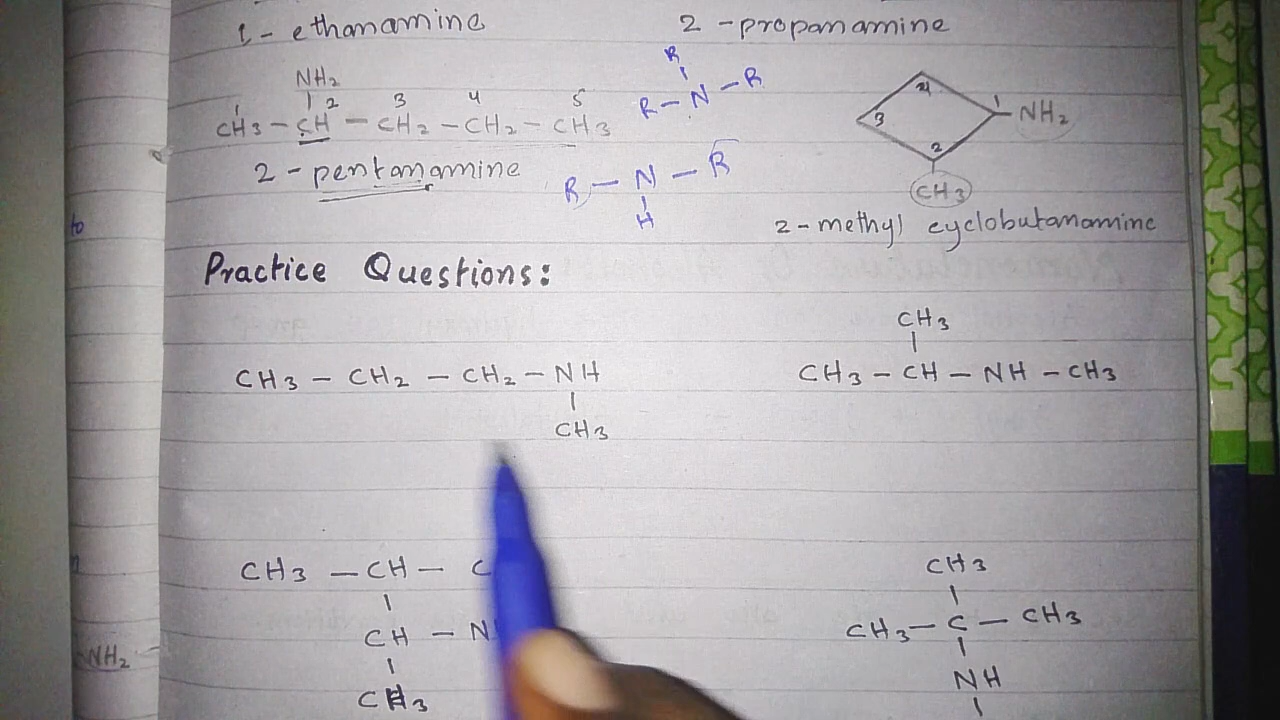 1 - ethanamine 2 - propanamine
NH2
1 2 3 4 5
CH3 - CH - CH2 - CH2 - CH3
2 - pentanamine
R
R - N - R
R - N - R
H
4 1
3 - NH2
2
CH3
2 - methyl cyclobutanamine
Practice Questions:
CH3 - CH2 - CH2 - NH
CH3
CH3
CH3 - CH - NH - CH3
CH3 - CH - C
CH - N
CH3
CH3
CH3 - C - CH3
NH
to
NH2